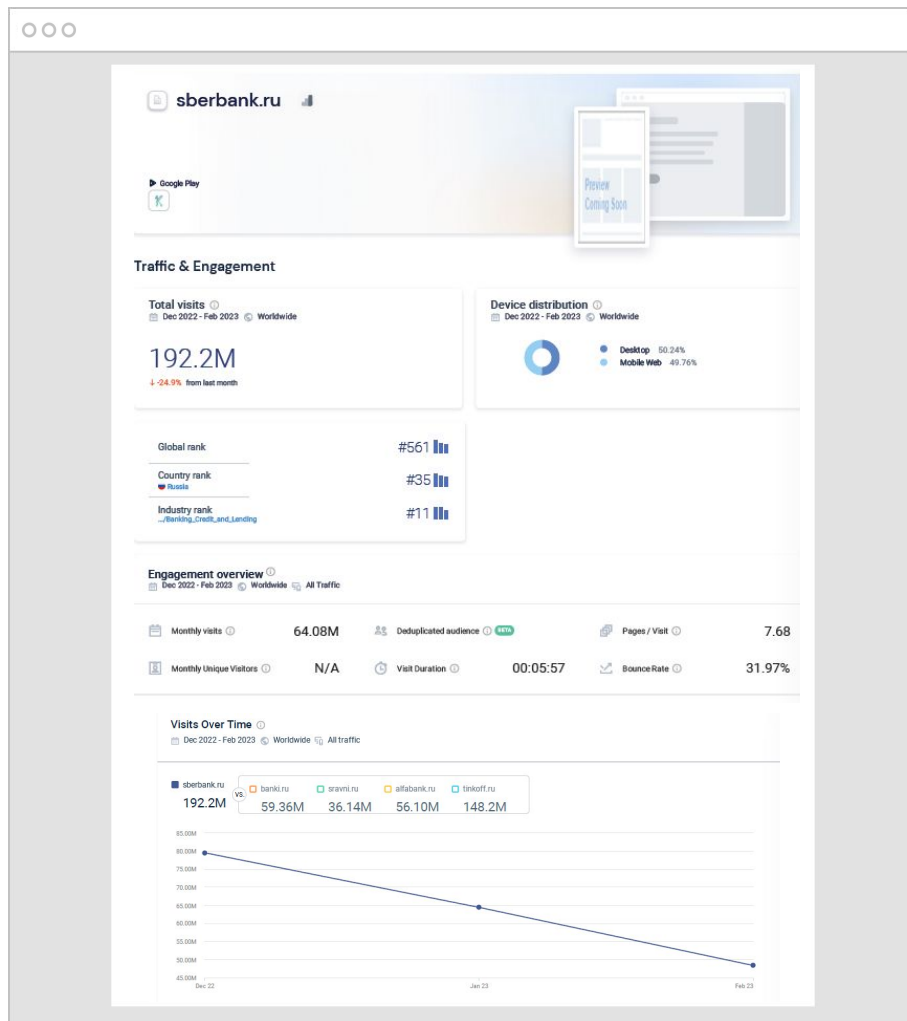 sberbank.ru
Google Play
Preview
Coming Soon
Traffic & Engagement
Total visits
Dec 2022 - Feb 2023 Worldwide
192.2M
↓ -24.9% from last month
Device distribution
Dec 2022 - Feb 2023 Worldwide
Desktop 50.24%
Mobile Web 49.76%
Global rank #561
Country rank #35
Russia
Industry rank #11
.../Banking_Credit_and_Lending
Engagement overview
Dec 2022 - Feb 2023 Worldwide All Traffic
Monthly visits 64.08M Deduplicated audience BETA Pages / Visit 7.68
Monthly Unique Visitors N/A Visit Duration 00:05:57 Bounce Rate 31.97%
Visits Over Time
Dec 2022 - Feb 2023 Worldwide All traffic
sberbank.ru vs. banki.ru sravni.ru alfabank.ru tinkoff.ru
192.2M 59.36M 36.14M 56.10M 148.2M
85.00M
80.00M
75.00M
70.00M
65.00M
60.00M
55.00M
50.00M
45.00M
Dec 22 Jan 23 Feb 23